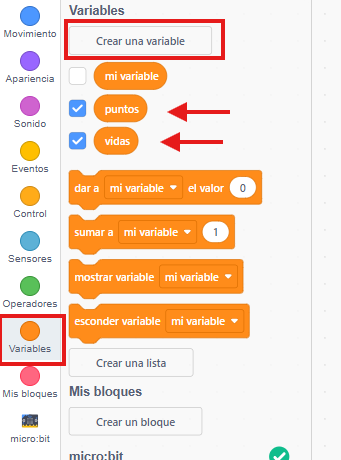 Movimiento
Apariencia
Sonido
Eventos
Control
Sensores
Operadores
Variables
Mis bloques
micro:bit
Variables
Crear una variable
mi variable
puntos
vidas
dar a mi variable el valor 0
sumar a mi variable 1
mostrar variable mi variable
esconder variable mi variable
Crear una lista
Mis bloques
Crear un bloque
micro:bit